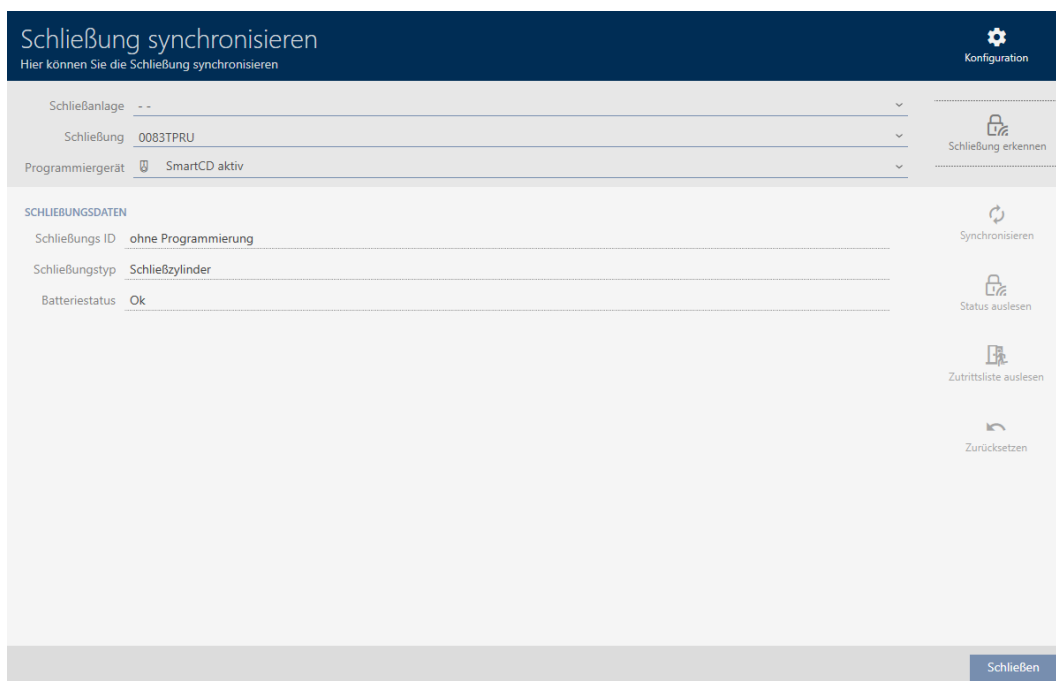 Schließung synchronisieren
Hier können Sie die Schließung synchronisieren
Konfiguration
Schließanlage - -
Schließung 0083TPRU
Programmiergerät SmartCD aktiv
Schließung erkennen
SCHLIEßUNGSDATEN
Schließungs ID ohne Programmierung
Schließungstyp Schließzylinder
Batteriestatus Ok
Synchronisieren
Status auslesen
Zutrittsliste auslesen
Zurücksetzen
Schließen